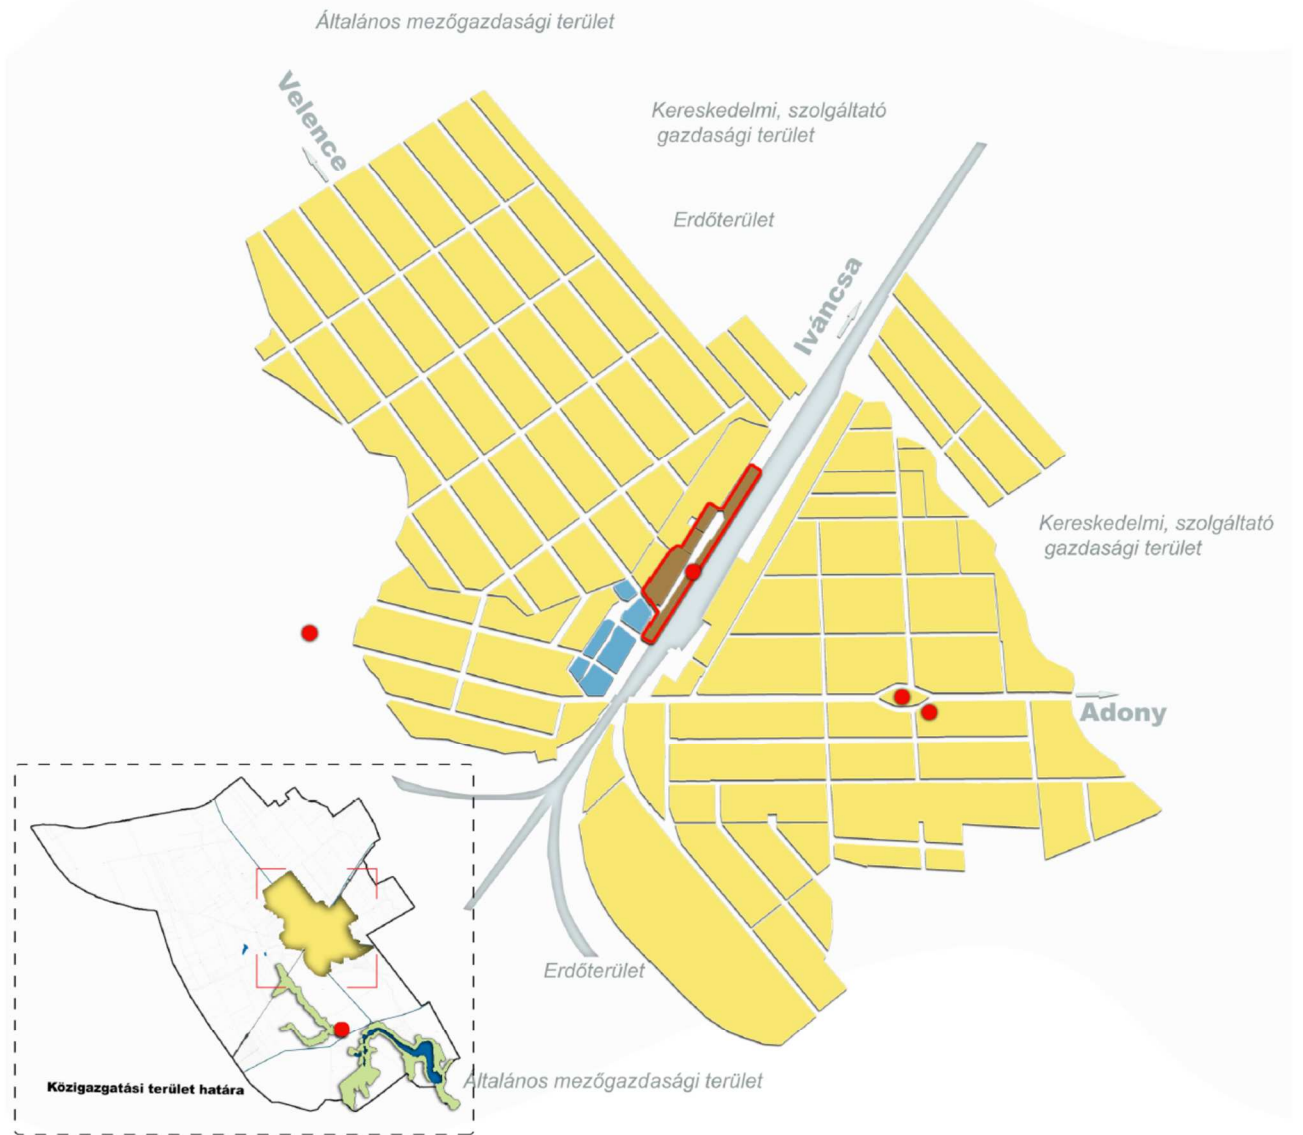 Általános mezőgazdasági terület
Velence
Kereskedelmi, szolgáltató
gazdasági terület
Erdőterület
Iváncsa
Kereskedelmi, szolgáltató
gazdasági terület
Adony
Erdőterület
Általános mezőgazdasági terület
Közigazgatási terület határa